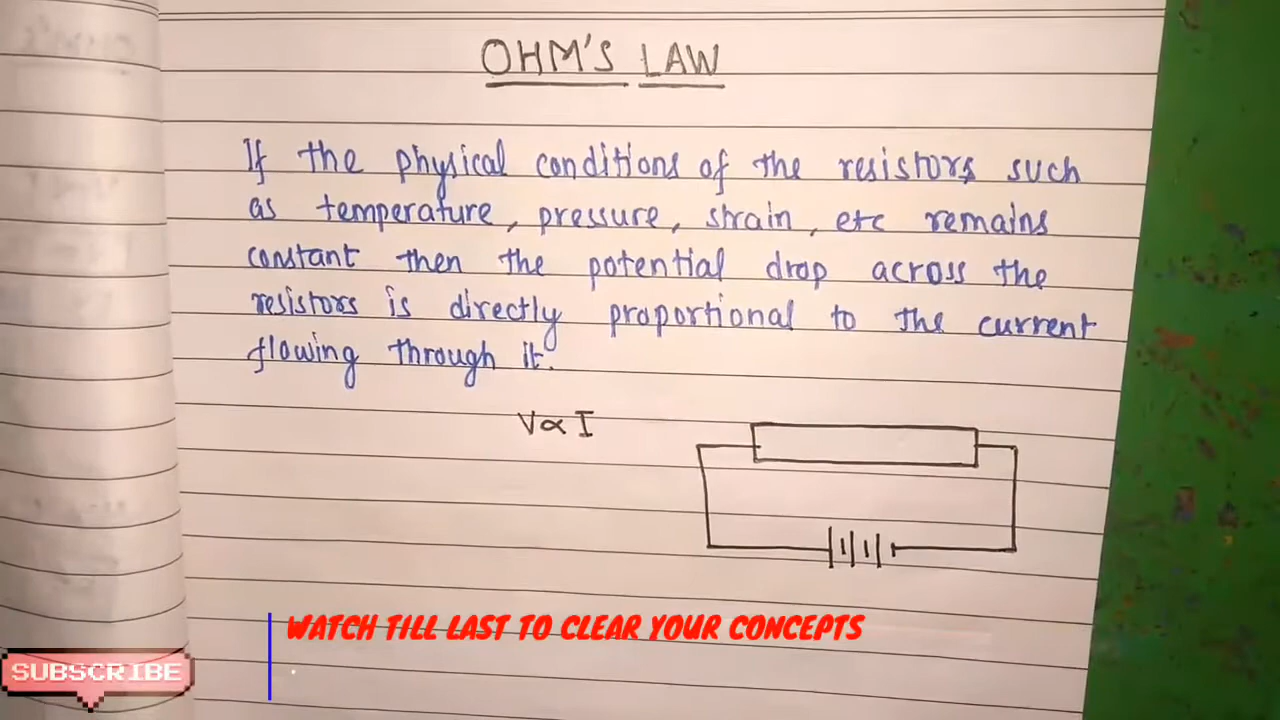 OHM'S LAW
If the physical conditions of the resistors such
as temperature, pressure, strain, etc remains
constant then the potential drop across the
resistors is directly proportional to the current
flowing through it.
V ∝ I
WATCH TILL LAST TO CLEAR YOUR CONCEPTS
SUBSCRIBE